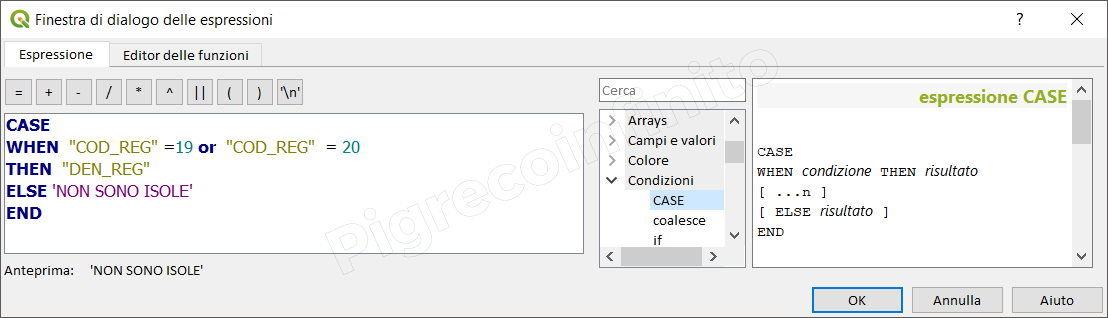 Finestra di dialogo delle espressioni
?
Espressione
Editor delle funzioni
= + - / * ^ || ( ) '\n'
CASE
WHEN "COD_REG" =19 or "COD_REG" = 20
THEN "DEN_REG"
ELSE 'NON SONO ISOLE'
END
Anteprima: 'NON SONO ISOLE'
Cerca
Arrays
Campi e valori
Colore
Condizioni
CASE
coalesce
if
espressione CASE
CASE
WHEN condizione THEN risultato
[ ...n ]
[ ELSE risultato ]
END
OK
Annulla
Aiuto
Pigrecoinfinito